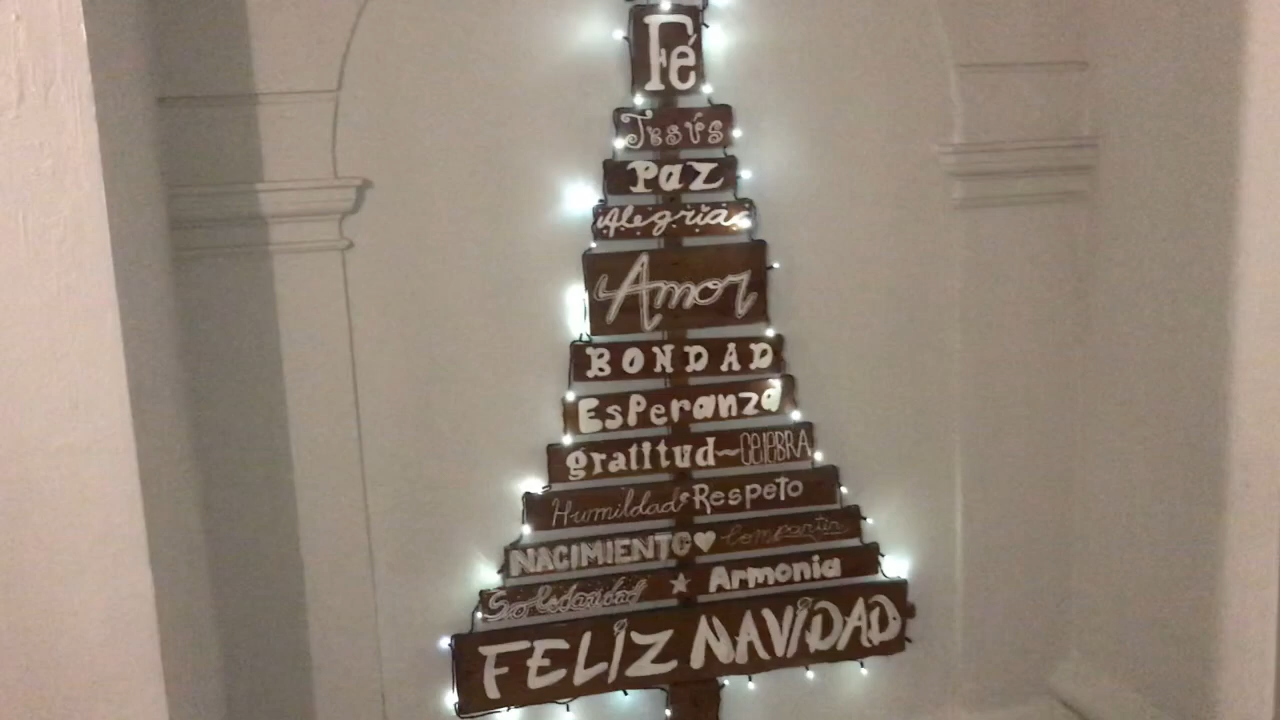 Fé
Jesús
Paz
Alegria
Amor
BONDAD
Esperanza
gratitud~CElEBRA
Humildad Respeto
NACIMIENTO♥Compartir
Solidaridad ★ Armonia
FELIZ NAVIDAD